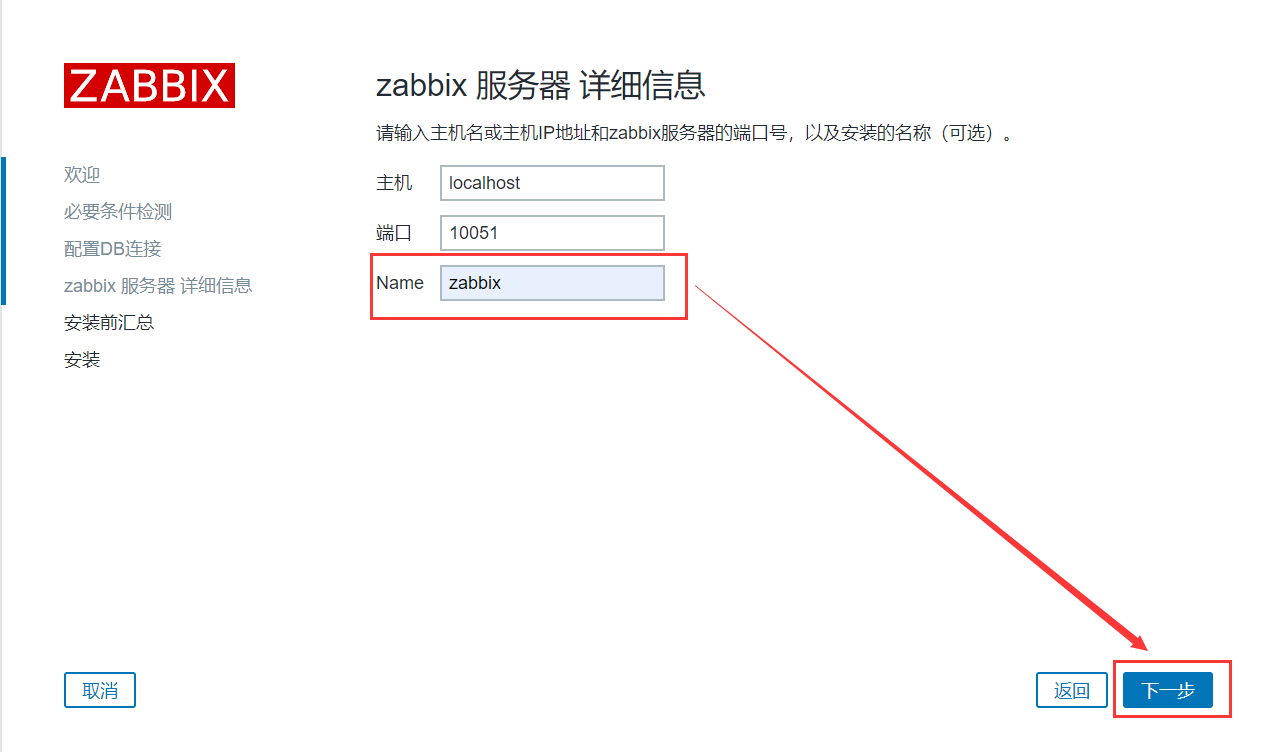 ZABBIX
欢迎
必要条件检测
配置DB连接
zabbix 服务器 详细信息
安装前汇总
安装
zabbix 服务器 详细信息
请输入主机名或主机IP地址和zabbix服务器的端口号，以及安装的名称（可选）。
主机 localhost
端口 10051
Name zabbix
取消 返回 下一步